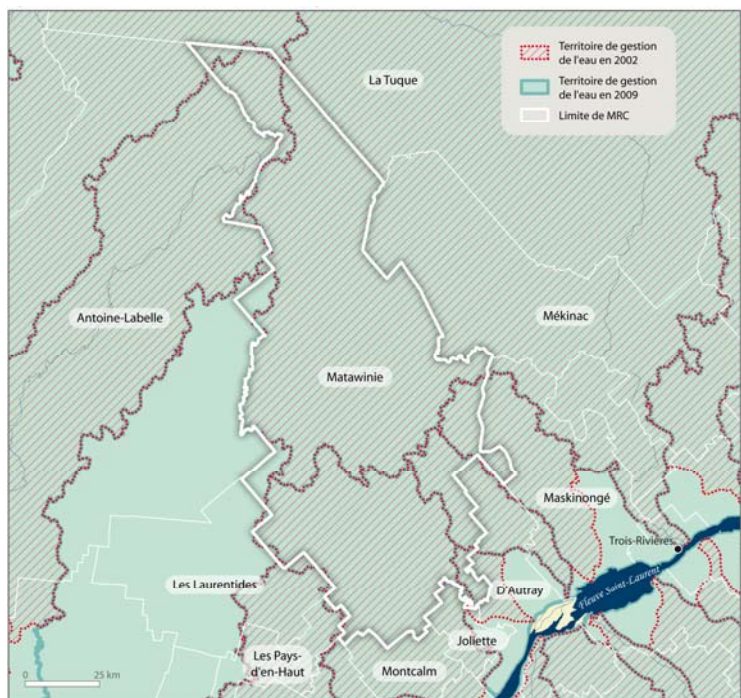 La Tuque
Territoire de gestion
de l'eau en 2002
Territoire de gestion
de l'eau en 2009
Limite de MRC
Antoine-Labelle
Mékinac
Matawinie
Maskinongé
Trois-Rivières
Les Laurentides
D'Autray
Fleuve Saint-Laurent
Joliette
Les Pays-
d'en-Haut
Montcalm
0 25 km